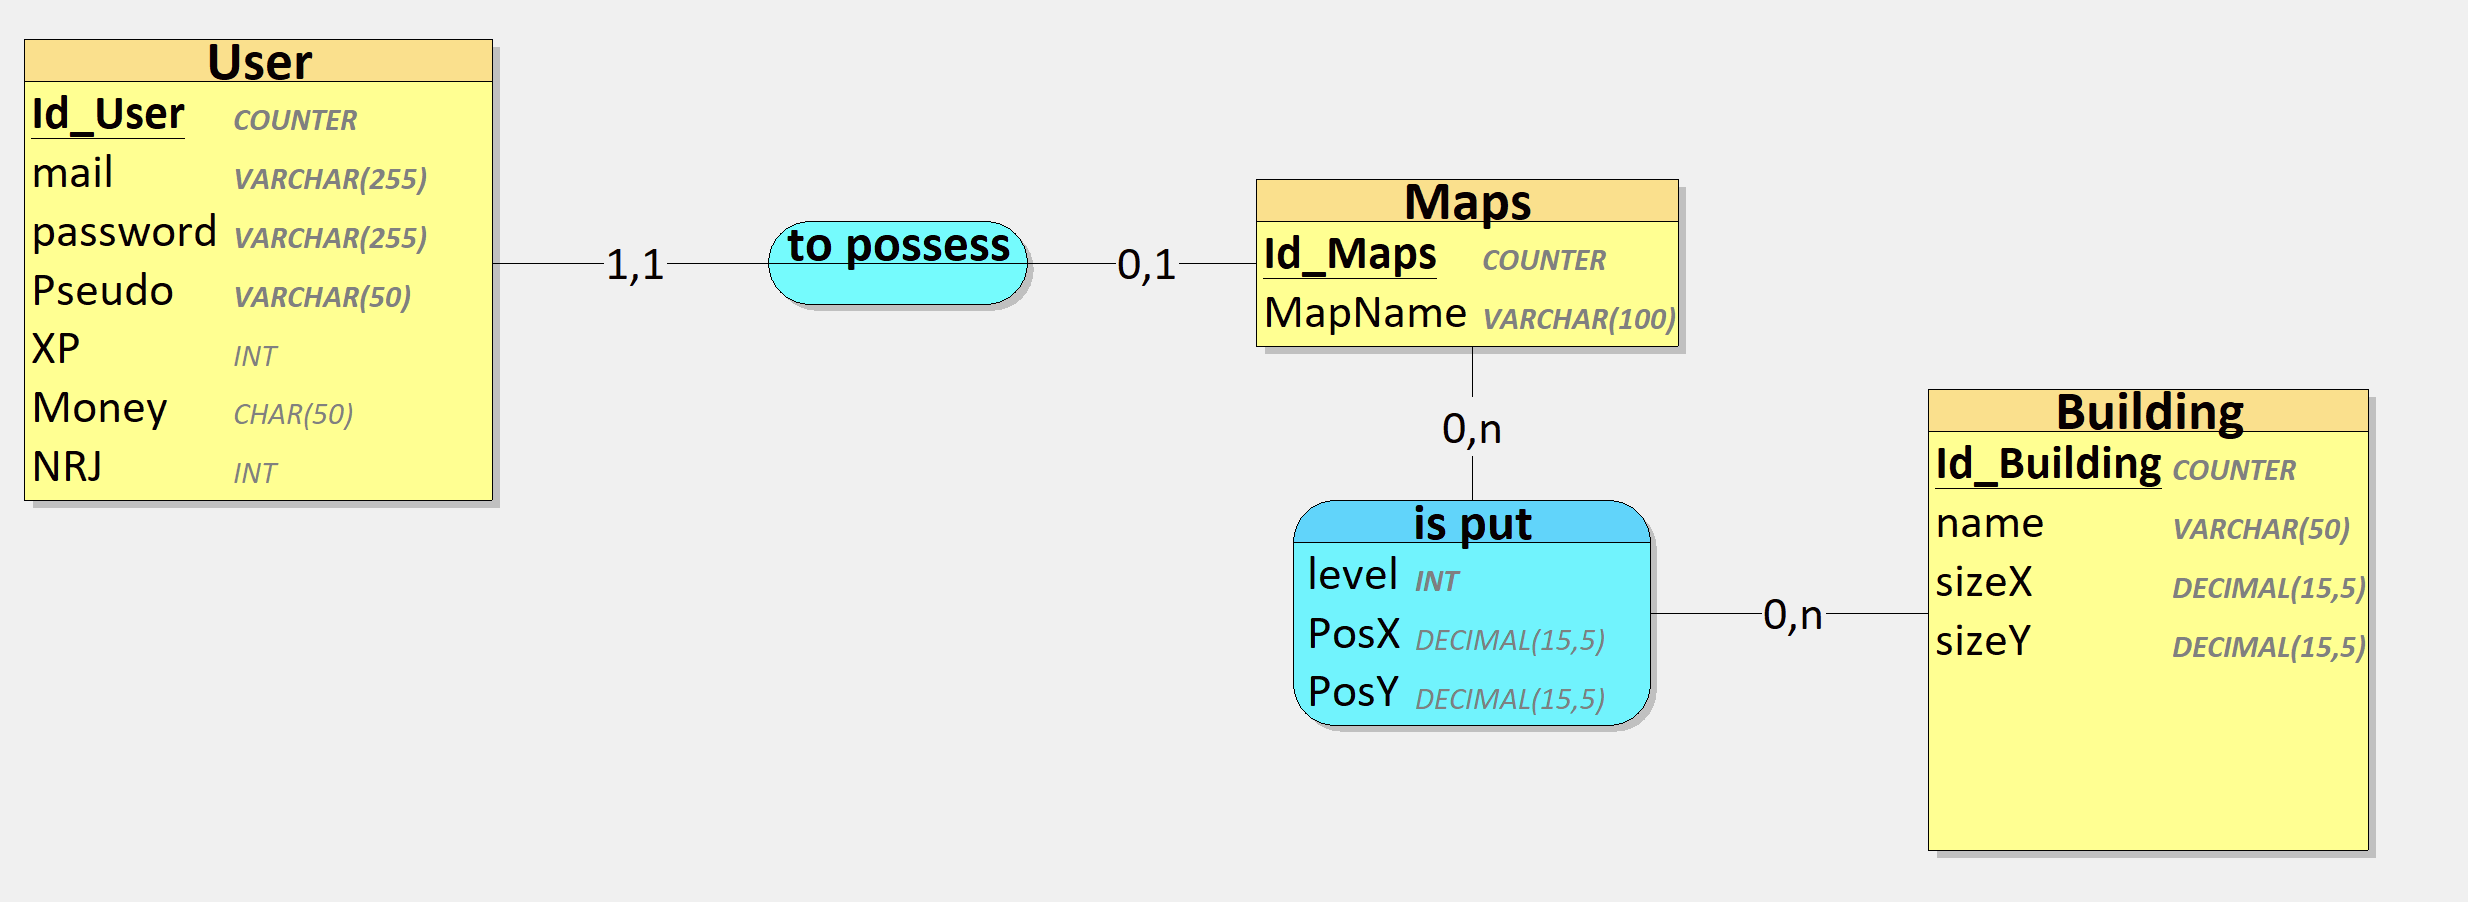 User
Id_User COUNTER
mail VARCHAR(255)
password VARCHAR(255)
Pseudo VARCHAR(50)
XP INT
Money CHAR(50)
NRJ INT
1,1
to possess
0,1
Maps
Id_Maps COUNTER
MapName VARCHAR(100)
0,n
is put
level INT
PosX DECIMAL(15,5)
PosY DECIMAL(15,5)
0,n
Building
Id_Building COUNTER
name VARCHAR(50)
sizeX DECIMAL(15,5)
sizeY DECIMAL(15,5)